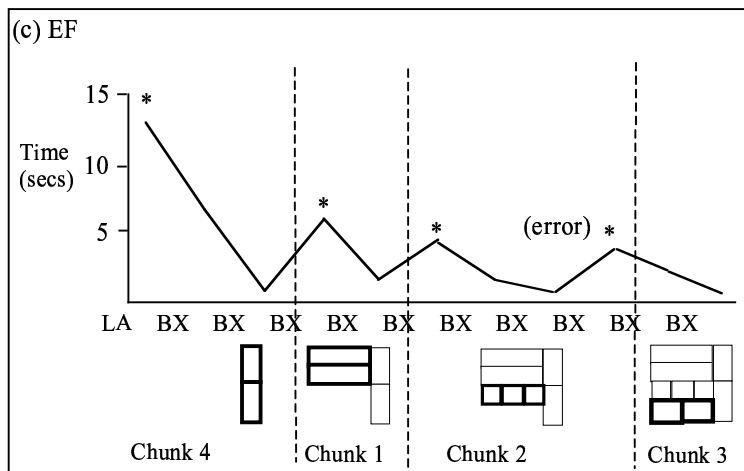 (c) EF
15
*
Time
(secs)
10
*
5
*
(error) *
LA BX BX BX BX BX BX BX BX BX BX
Chunk 4 Chunk 1 Chunk 2 Chunk 3